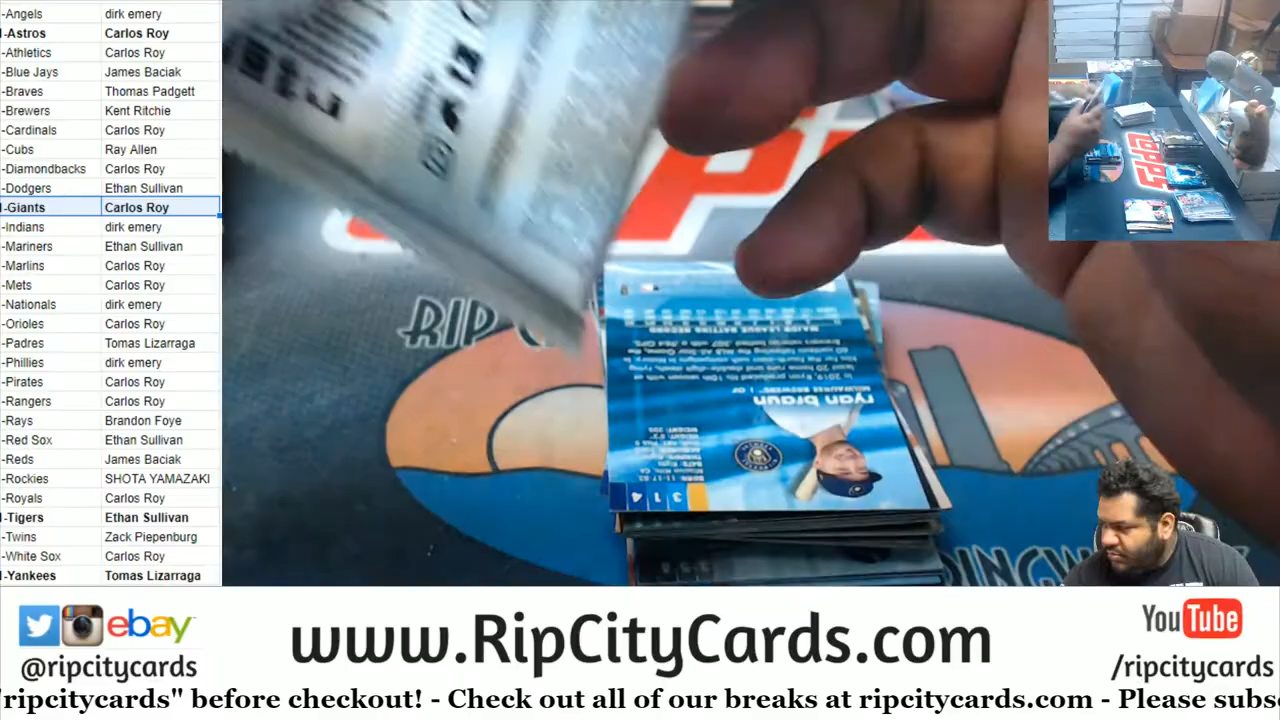 -Angels dirk emery
-Astros Carlos Roy
-Athletics Carlos Roy
-Blue Jays James Baciak
-Braves Thomas Padgett
-Brewers Kent Ritchie
-Cardinals Carlos Roy
-Cubs Ray Allen
-Diamondbacks Carlos Roy
-Dodgers Ethan Sullivan
-Giants Carlos Roy
-Indians dirk emery
-Mariners Ethan Sullivan
-Marlins Carlos Roy
-Mets Carlos Roy
-Nationals dirk emery
-Orioles Carlos Roy
-Padres Tomas Lizarraga
-Phillies dirk emery
-Pirates Carlos Roy
-Rangers Carlos Roy
-Rays Brandon Foye
-Red Sox Ethan Sullivan
-Reds James Baciak
-Rockies SHOTA YAMAZAKI
-Royals Carlos Roy
-Tigers Ethan Sullivan
-Twins Zack Piepenburg
-White Sox Carlos Roy
-Yankees Tomas Lizarraga
RIP
MAJOR LEAGUE BATTING RECORD
MILWAUKEE BREWERS
ryan braun
314
ebay
@ripcitycards
www.RipCityCards.com
YouTube
/ripcitycards
"ripcitycards" before checkout! - Check out all of our breaks at ripcitycards.com - Please subs